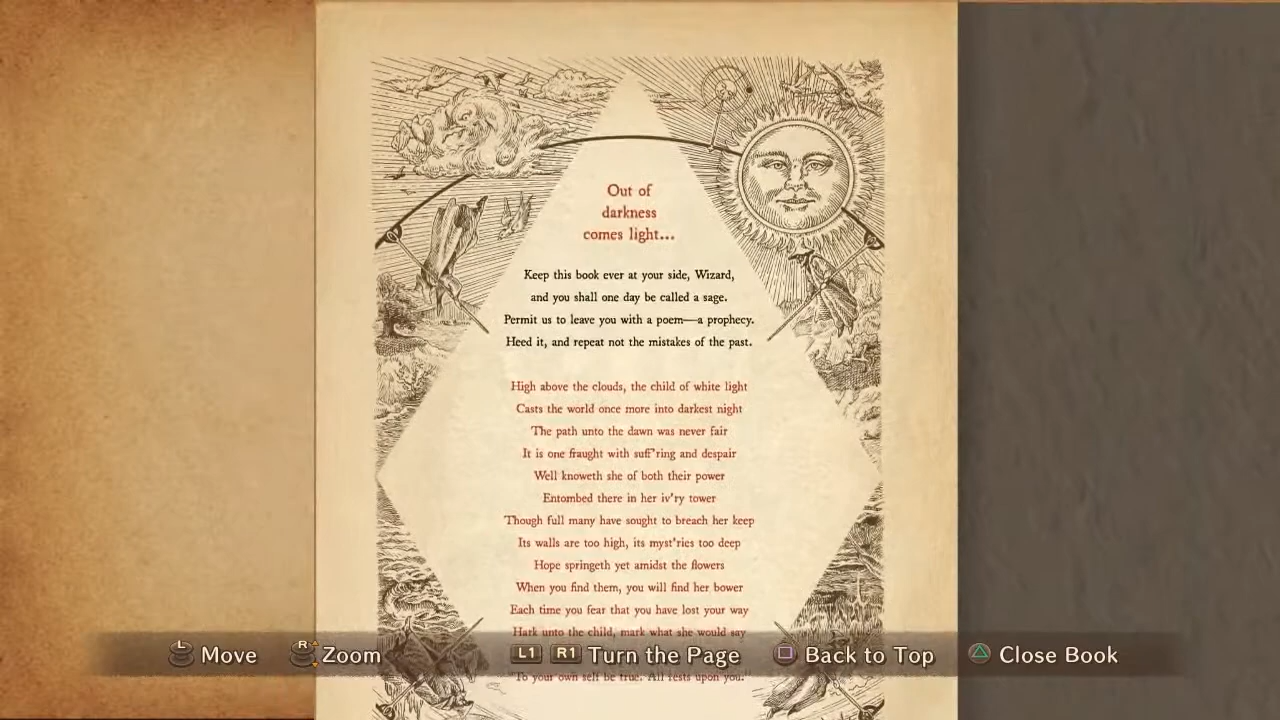 Out of
darkness
comes light...
Keep this book ever at your side, Wizard,
and you shall one day be called a sage.
Permit us to leave you with a poem—a prophecy.
Heed it, and repeat not the mistakes of the past.
High above the clouds, the child of white light
Casts the world once more into darkest night
The path unto the dawn was never fair
It is one fraught with suff'ring and despair
Well knoweth she of both their power
Entombed there in her iv'ry tower
Though full many have sought to breach her keep
Its walls are too high, its myst'ries too deep
Hope springeth yet amidst the flowers
When you find them, you will find her bower
Each time you fear that you have lost your way
Hark unto the child, mark what she would say
"To your own self be true. All rests upon you."
L Move R Zoom L1 R1 Turn the Page Back to Top Close Book